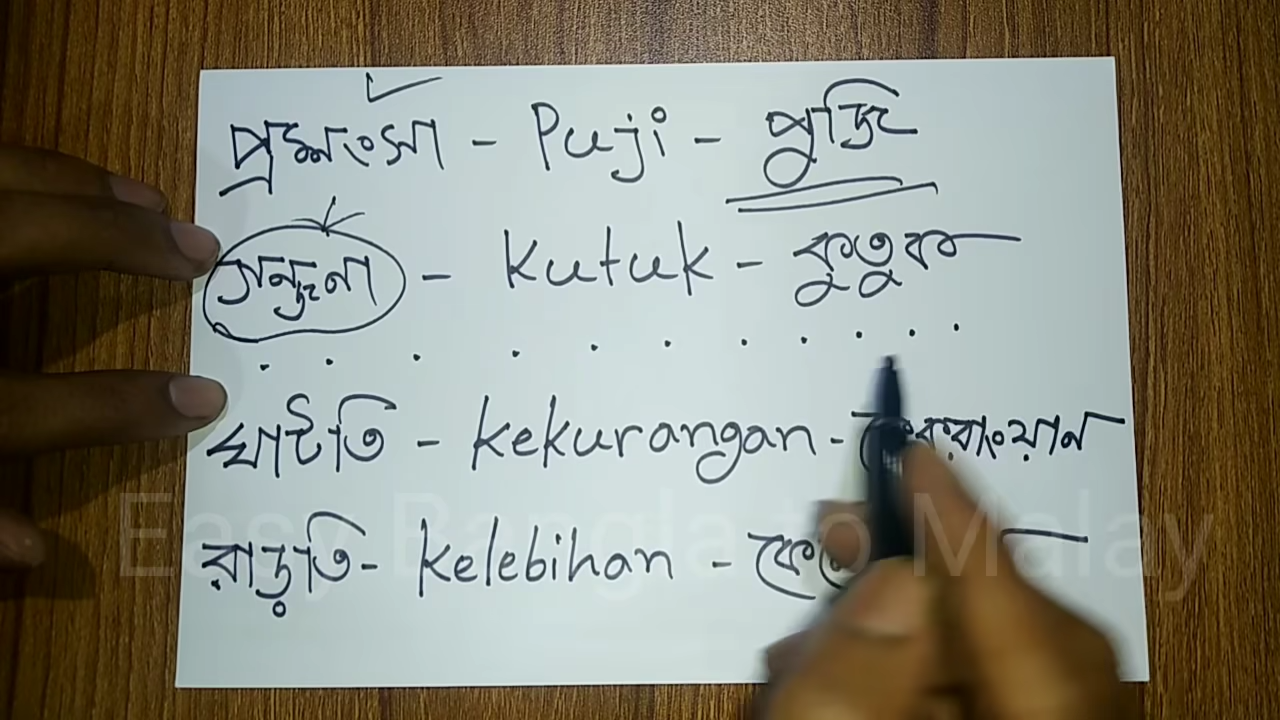 প্রশংসা - Puji - পুজি
- Kutuk - কুতুক
ঘাটতি - Kekurangan -
বাড়তি - Kelebihan -
Easy Bangla to Malay